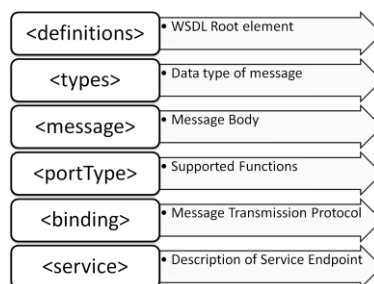 <definitions>
• WSDL Root element
<types>
• Data type of message
<message>
• Message Body
<portType>
• Supported Functions
<binding>
• Message Transmission Protocol
<service>
• Description of Service Endpoint